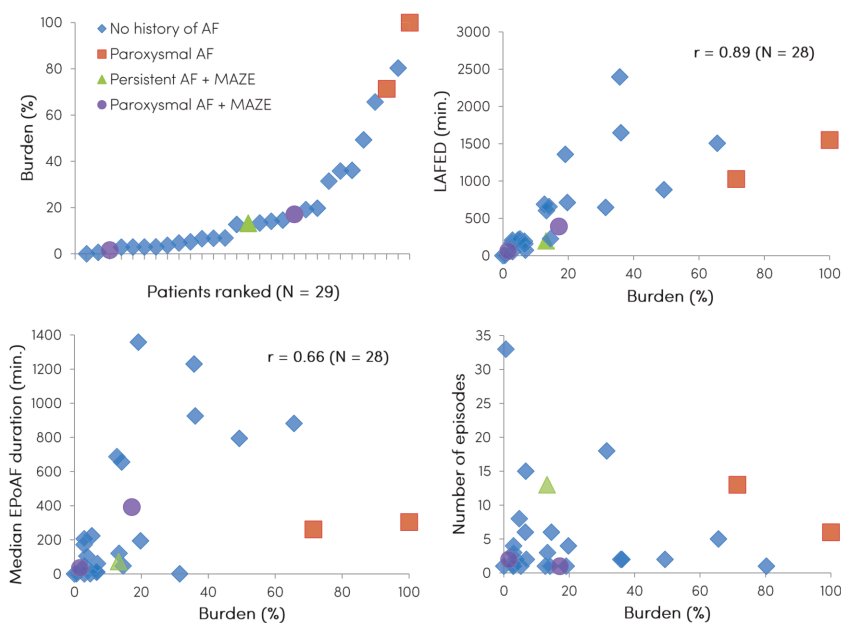 100
80
60
40
20
0
Burden (%)
No history of AF
Paroxysmal AF
Persistent AF + MAZE
Paroxysmal AF + MAZE
Patients ranked (N = 29)
3000
2500
2000
1500
1000
500
0
LAFED (min.)
r = 0.89 (N = 28)
0 20 40 60 80 100
Burden (%)
1400
1200
1000
800
600
400
200
0
Median EPoAF duration (min.)
r = 0.66 (N = 28)
0 20 40 60 80 100
Burden (%)
35
30
25
20
15
10
5
0
Number of episodes
0 20 40 60 80 100
Burden (%)